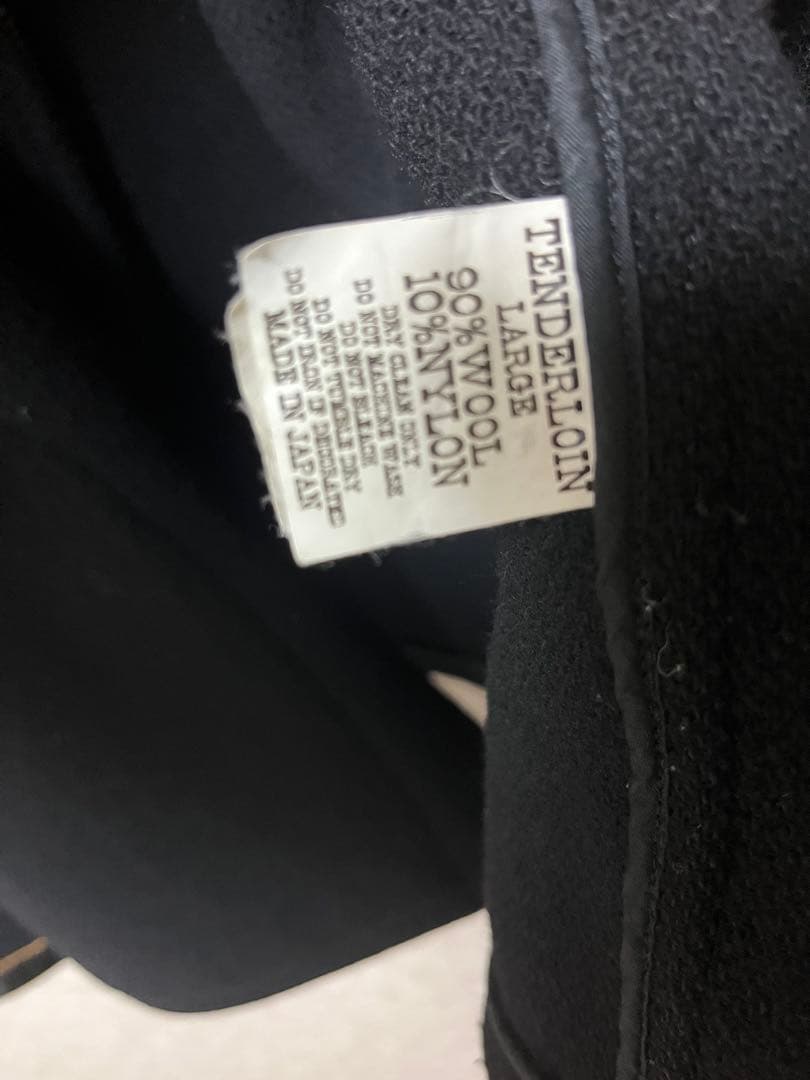 TENDERLOIN
LARGE
90%WOOL
10%NYLON
DRY CLEAN ONLY
DO NOT MACHINE WASH
DO NOT BLEACH
DO NOT TUMBLE DRY
DO NOT IRON IF DECORATED
MADE IN JAPAN